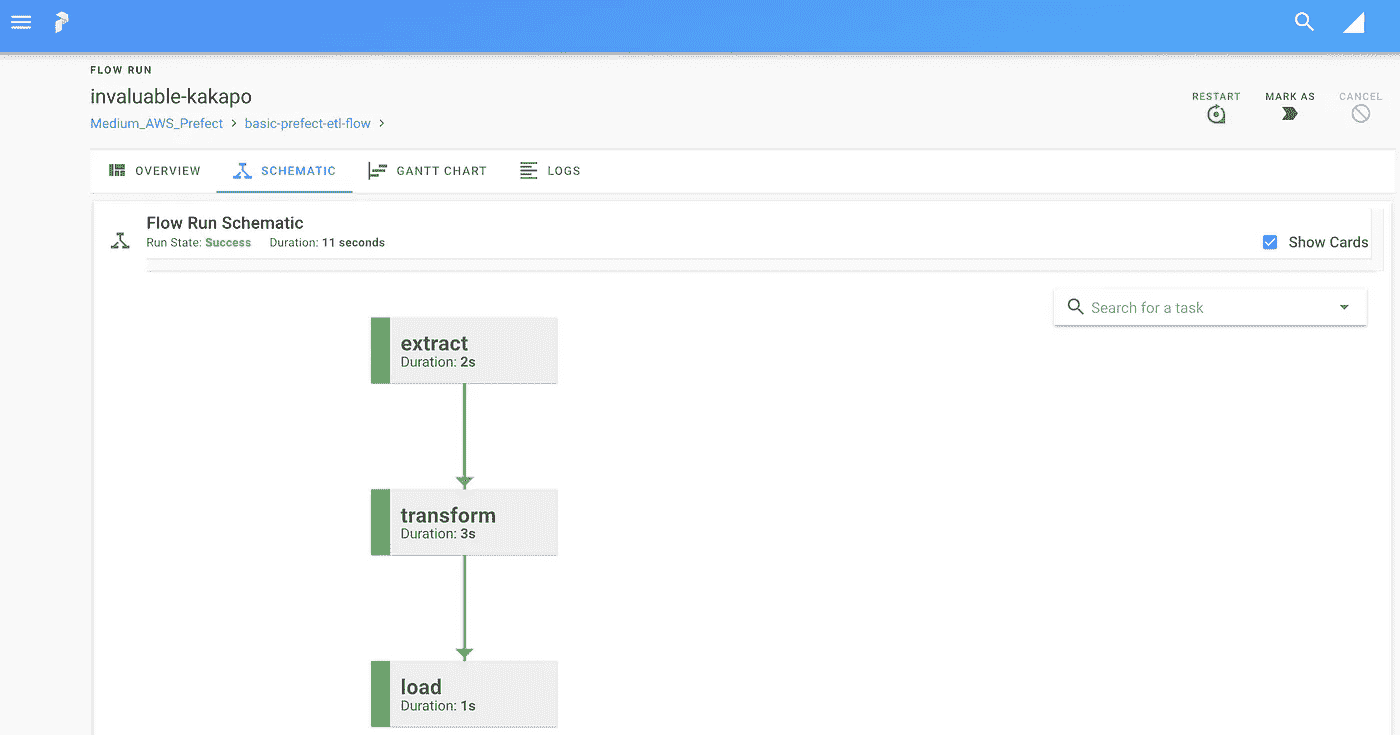 FLOW RUN
invaluable-kakapo
Medium_AWS_Prefect > basic-prefect-etl-flow >
RESTART
MARK AS
CANCEL
OVERVIEW
SCHEMATIC
GANTT CHART
LOGS
Flow Run Schematic
Run State: Success Duration: 11 seconds
Show Cards
Search for a task
extract
Duration: 2s
transform
Duration: 3s
load
Duration: 1s